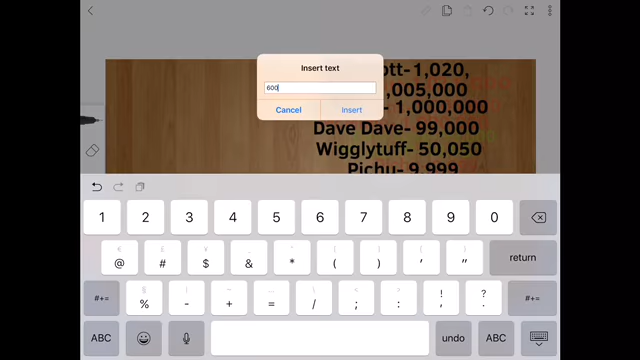 Insert text
600
Cancel
Insert
ott- 1,020,
,005,000
- 1,000,000
Dave Dave- 99,000
Wigglytuff- 50,050
Pichu- 9,999
1 2 3 4 5 6 7 8 9 0
@ # $ & * ( ) ' " return
#+= % - + = / ; : ! ? #+=
ABC undo ABC